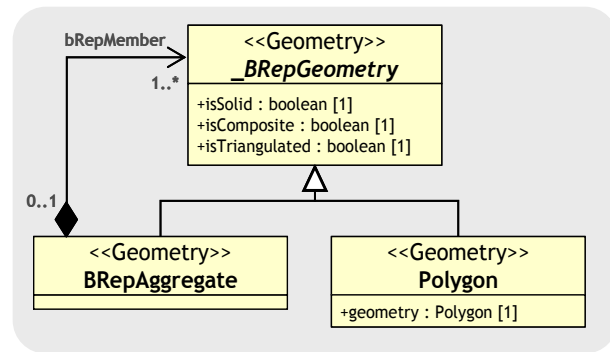 bRepMember
1..*
<<Geometry>>
_BRepGeometry
+isSolid : boolean [1]
+isComposite : boolean [1]
+isTriangulated : boolean [1]
0..1
<<Geometry>>
BRepAggregate
<<Geometry>>
Polygon
+geometry : Polygon [1]